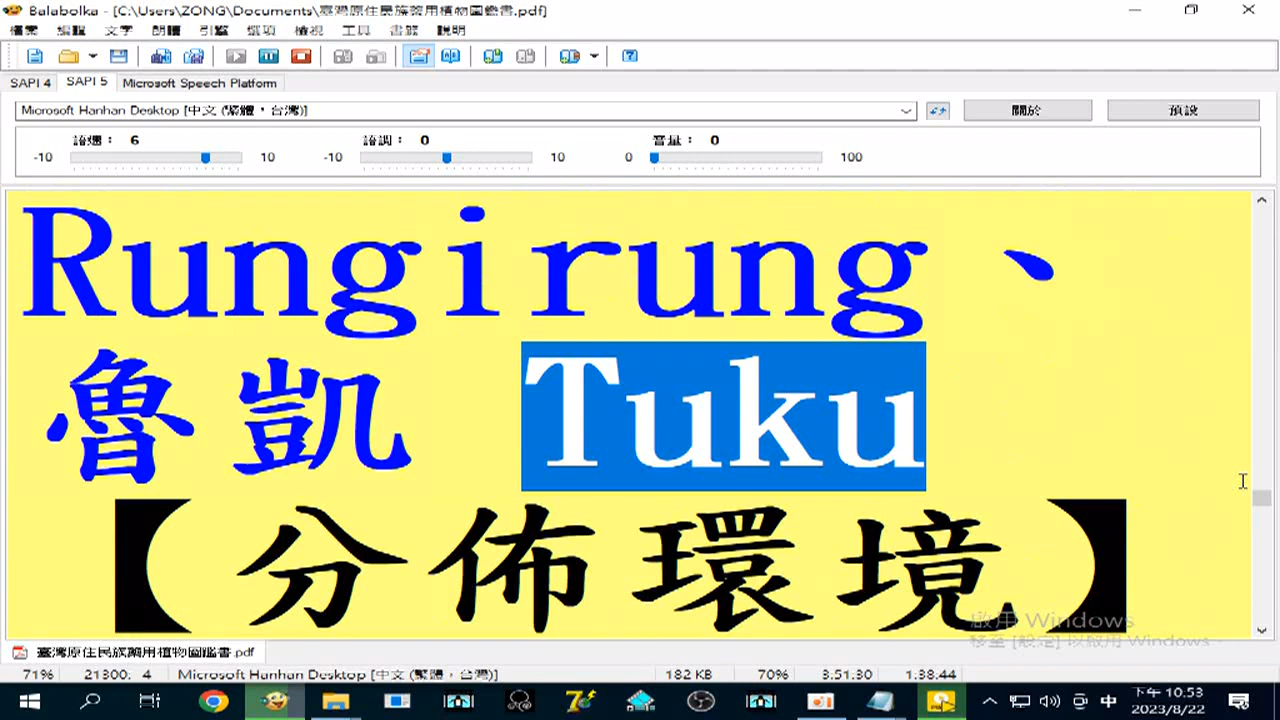 Balabolka - [C:\Users\ZONG\Documents\臺灣原住民族藥用植物圖鑑書.pdf]
檔案 編輯 文字 朗讀 引擎 選項 檢視 工具 書籤 說明
SAPI 4 SAPI 5 Microsoft Speech Platform
Microsoft Hanhan Desktop [中文 (繁體，台灣)] 關於 預設
語速： 6 語調： 0 音量： 0
-10 10 -10 10 0 100
Rungirung、
魯凱 Tuku
【分佈環境】
啟用 Windows
移至 [設定] 以啟用 Windows。
臺灣原住民族藥用植物圖鑑書.pdf
71% 21300: 4 Microsoft Hanhan Desktop [中文 (繁體，台灣)] 182 KB 70% 3.51.30 1:38.44
中 下午 10:53
2023/8/22